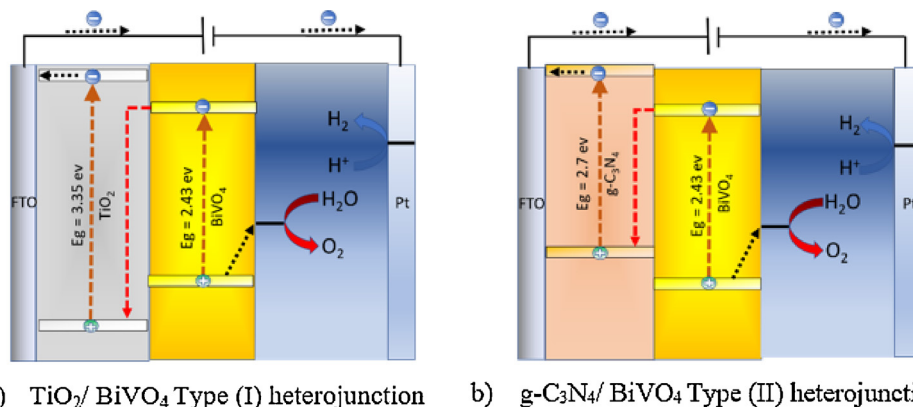 FTO
Eg = 3.35 ev
TiO₂
Eg = 2.43 ev
BiVO₄
H₂
H⁺
H₂O
O₂
Pt
) TiO₂/ BiVO₄ Type (I) heterojunction
FTO
Eg = 2.7 ev
g-C₃N₄
Eg = 2.43 ev
BiVO₄
H₂
H⁺
H₂O
O₂
Pt
b) g-C₃N₄/ BiVO₄ Type (II)